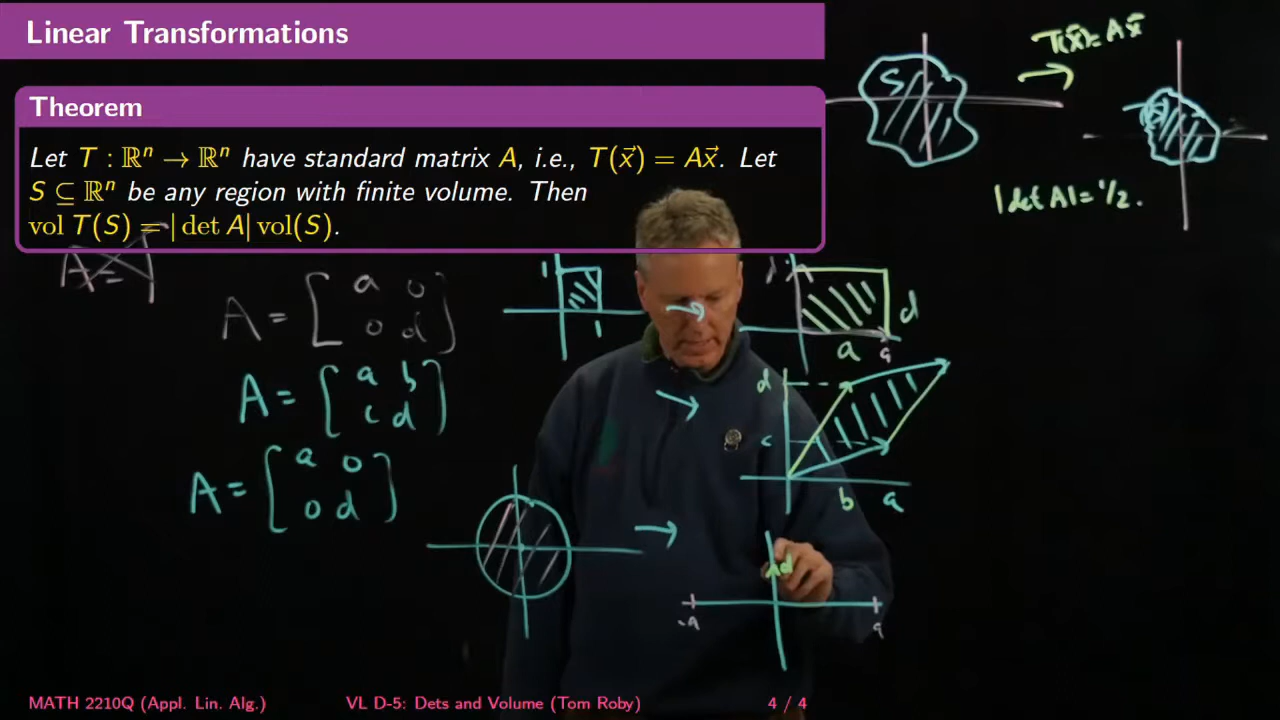 Linear Transformations
Theorem
Let T : ℝⁿ → ℝⁿ have standard matrix A, i.e., T(x⃗) = Ax⃗. Let
S ⊆ ℝⁿ be any region with finite volume. Then
vol T(S) = | det A| vol(S).
S
T(x⃗)=Ax⃗
|det A|=1/2.
A=
A = [a 0
0 d]
1
1
d
a
a
A = [a b
c d]
d
c
b
a
A = [a 0
0 d]
d
-a
a
MATH 2210Q (Appl. Lin. Alg.)
VL D-5: Dets and Volume (Tom Roby)
4 / 4